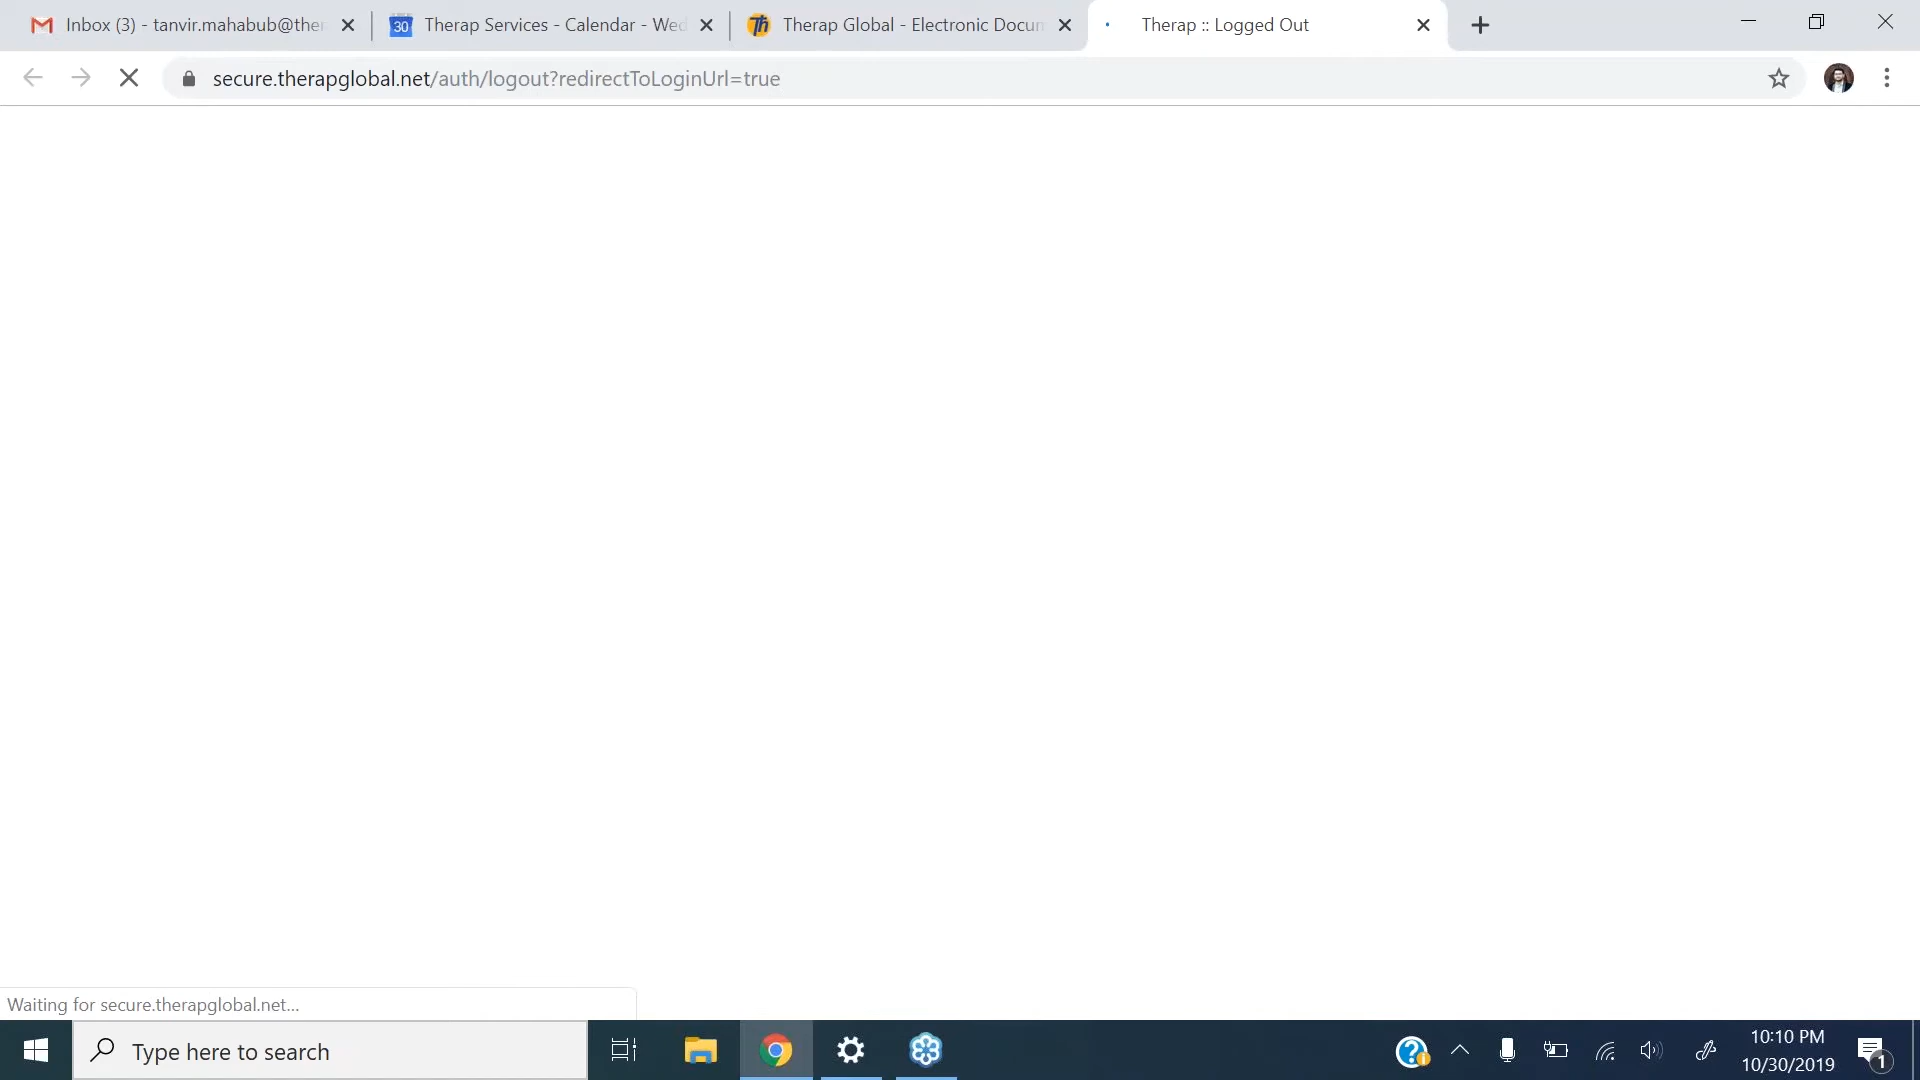 Inbox (3) - tanvir.mahabub@ther
Therap Services - Calendar - Wed
Therap Global - Electronic Docum
Therap :: Logged Out
secure.therapglobal.net/auth/logout?redirectToLoginUrl=true
Waiting for secure.therapglobal.net...
Type here to search
10:10 PM
10/30/2019
30
Th
1